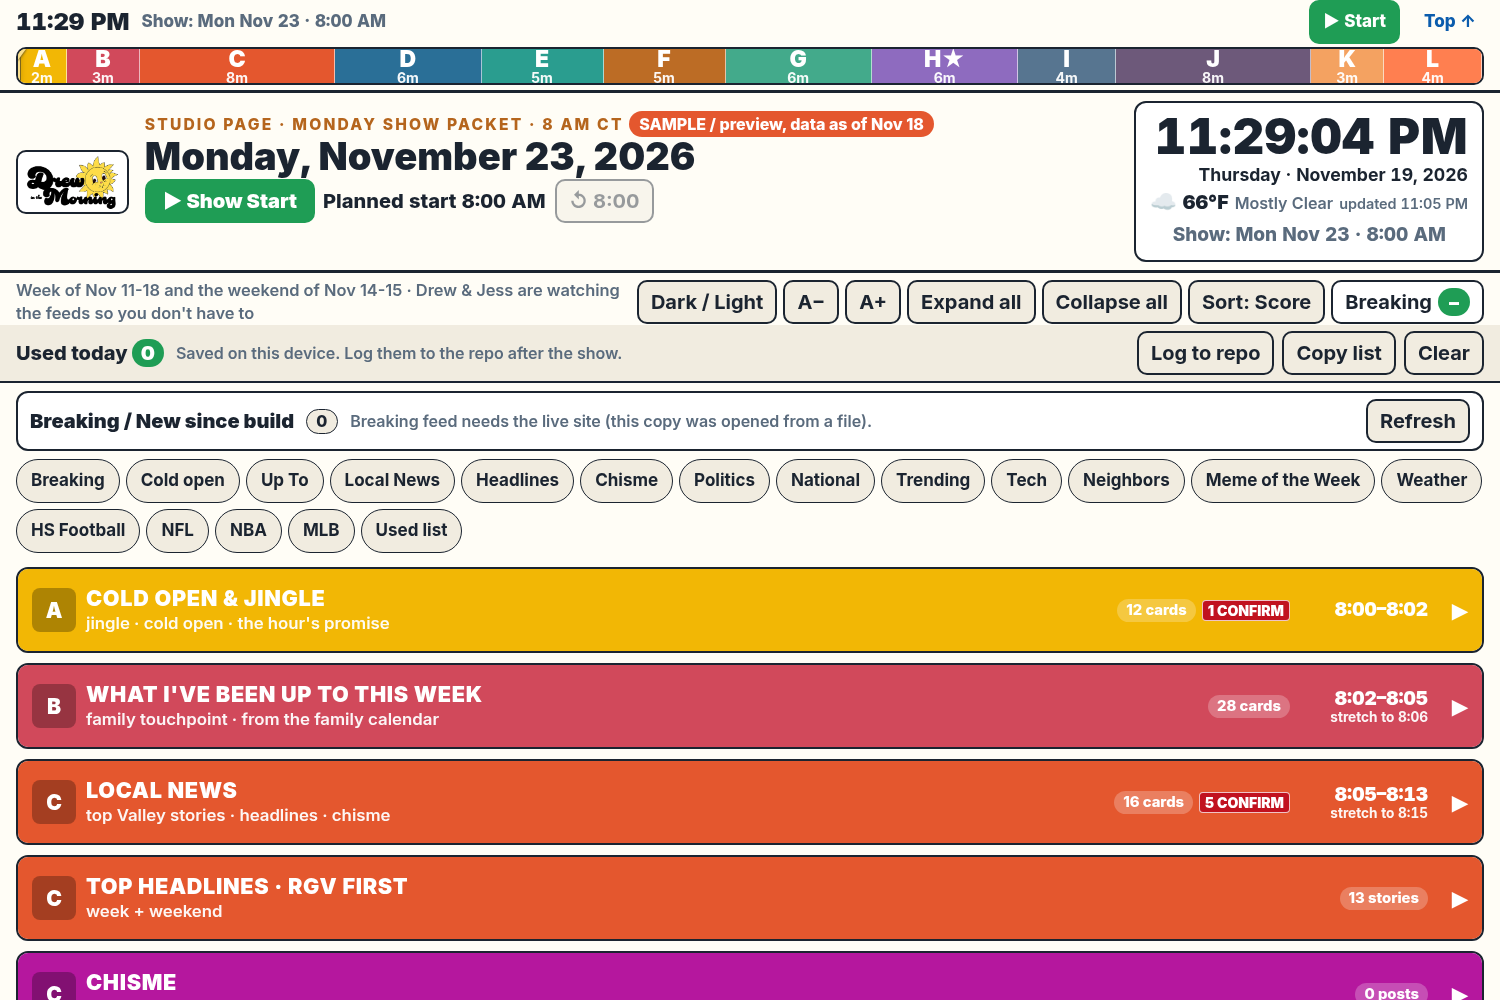 11:29 PM Show: Mon Nov 23 · 8:00 AM ▶ Start Top ↑
A B C D E F G H★ I J K L
2m 3m 8m 6m 5m 5m 6m 6m 4m 8m 3m 4m
STUDIO PAGE · MONDAY SHOW PACKET · 8 AM CT SAMPLE / preview, data as of Nov 18
Monday, November 23, 2026
Drew in the Morning
▶ Show Start Planned start 8:00 AM ↺ 8:00
11:29:04 PM
Thursday · November 19, 2026
66°F Mostly Clear updated 11:05 PM
Show: Mon Nov 23 · 8:00 AM
Week of Nov 11-18 and the weekend of Nov 14-15 · Drew & Jess are watching
the feeds so you don't have to
Dark / Light A− A+ Expand all Collapse all Sort: Score Breaking –
Used today 0 Saved on this device. Log them to the repo after the show. Log to repo Copy list Clear
Breaking / New since build 0 Breaking feed needs the live site (this copy was opened from a file). Refresh
Breaking Cold open Up To Local News Headlines Chisme Politics National Trending Tech Neighbors Meme of the Week Weather
HS Football NFL NBA MLB Used list
A COLD OPEN & JINGLE
jingle · cold open · the hour's promise
12 cards 1 CONFIRM 8:00–8:02 ▶
B WHAT I'VE BEEN UP TO THIS WEEK
family touchpoint · from the family calendar
28 cards 8:02–8:05 ▶
stretch to 8:06
C LOCAL NEWS
top Valley stories · headlines · chisme
16 cards 5 CONFIRM 8:05–8:13 ▶
stretch to 8:15
C TOP HEADLINES · RGV FIRST
week + weekend
13 stories ▶
C CHISME
0 posts ▶